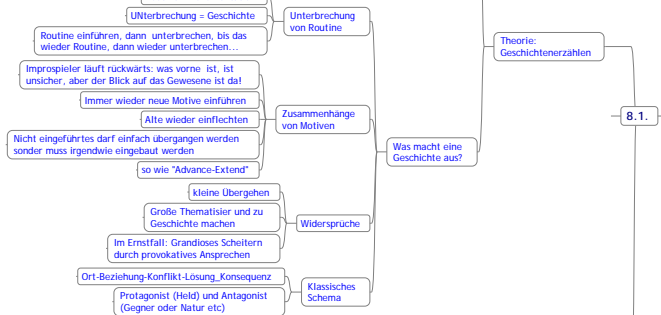 UNterbrechung = Geschichte
Routine einführen, dann unterbrechen, bis das
wieder Routine, dann wieder unterbrechen...
Unterbrechung
von Routine
Improspieler läuft rückwärts: was vorne ist, ist
unsicher, aber der Blick auf das Gewesene ist da!
Immer wieder neue Motive einführen
Alte wieder einflechten
Nicht eingeführtes darf einfach übergangen werden
sonder muss irgendwie eingebaut werden
so wie "Advance-Extend"
Zusammenhänge
von Motiven
kleine Übergehen
Große Thematisier und zu
Geschichte machen
Im Ernstfall: Grandioses Scheitern
durch provokatives Ansprechen
Widersprüche
Ort-Beziehung-Konflikt-Lösung_Konsequenz
Protagonist (Held) und Antagonist
(Gegner oder Natur etc)
Klassisches
Schema
Was macht eine
Geschichte aus?
Theorie:
Geschichtenerzählen
8.1.